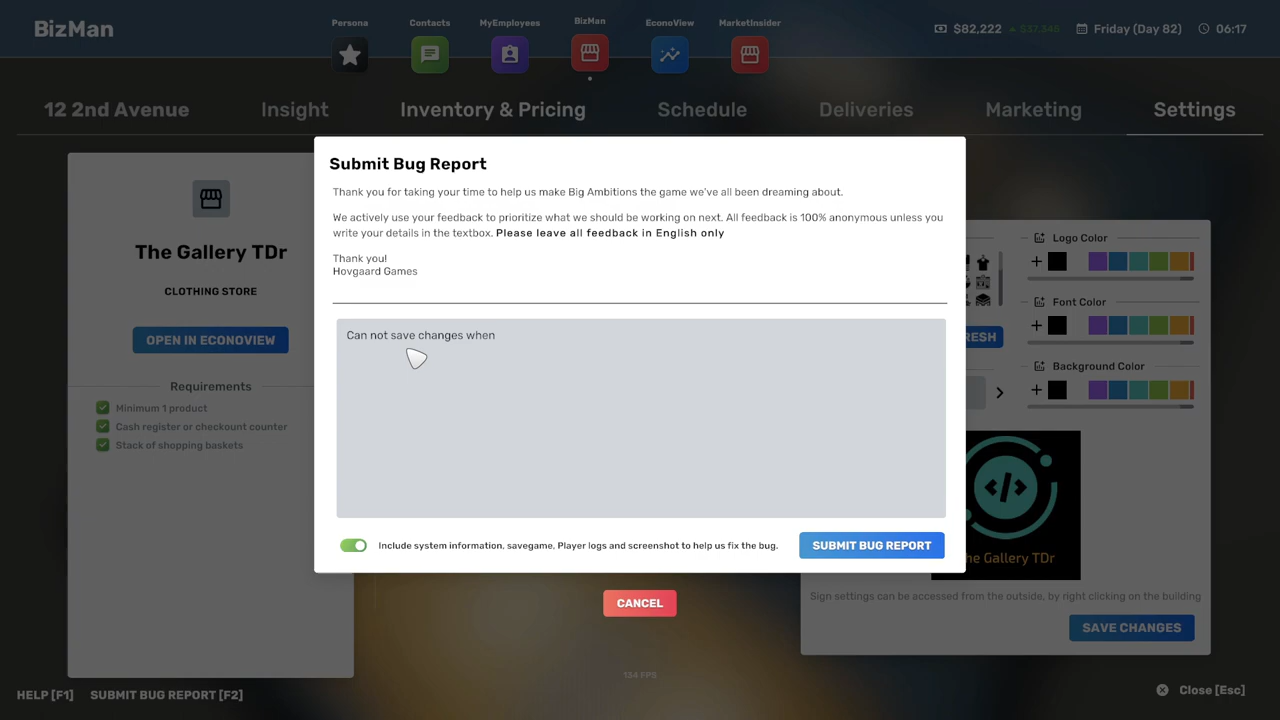 BizMan
Persona
Contacts
MyEmployees
BizMan
EconoView
MarketInsider
$82,222
Friday (Day 82)
06:17
12 2nd Avenue
Insight
Inventory & Pricing
Schedule
Deliveries
Marketing
Settings
The Gallery TDr
CLOTHING STORE
OPEN IN ECONOVIEW
Requirements
Minimum 1 product
Cash register or checkount counter
Stack of shopping baskets
Submit Bug Report
Thank you for taking your time to help us make Big Ambitions the game we've all been dreaming about.
We actively use your feedback to prioritize what we should be working on next. All feedback is 100% anonymous unless you
write your details in the textbox. Please leave all feedback in English only
Thank you!
Hovgaard Games
Can not save changes when
Include system information, savegame, Player logs and screenshot to help us fix the bug.
SUBMIT BUG REPORT
CANCEL
Logo Color
Font Color
RESH
Background Color
he Gallery TDr
Sign settings can be accessed from the outside, by right clicking on the building
SAVE CHANGES
134 FPS
HELP [F1]
SUBMIT BUG REPORT [F2]
Close [Esc]